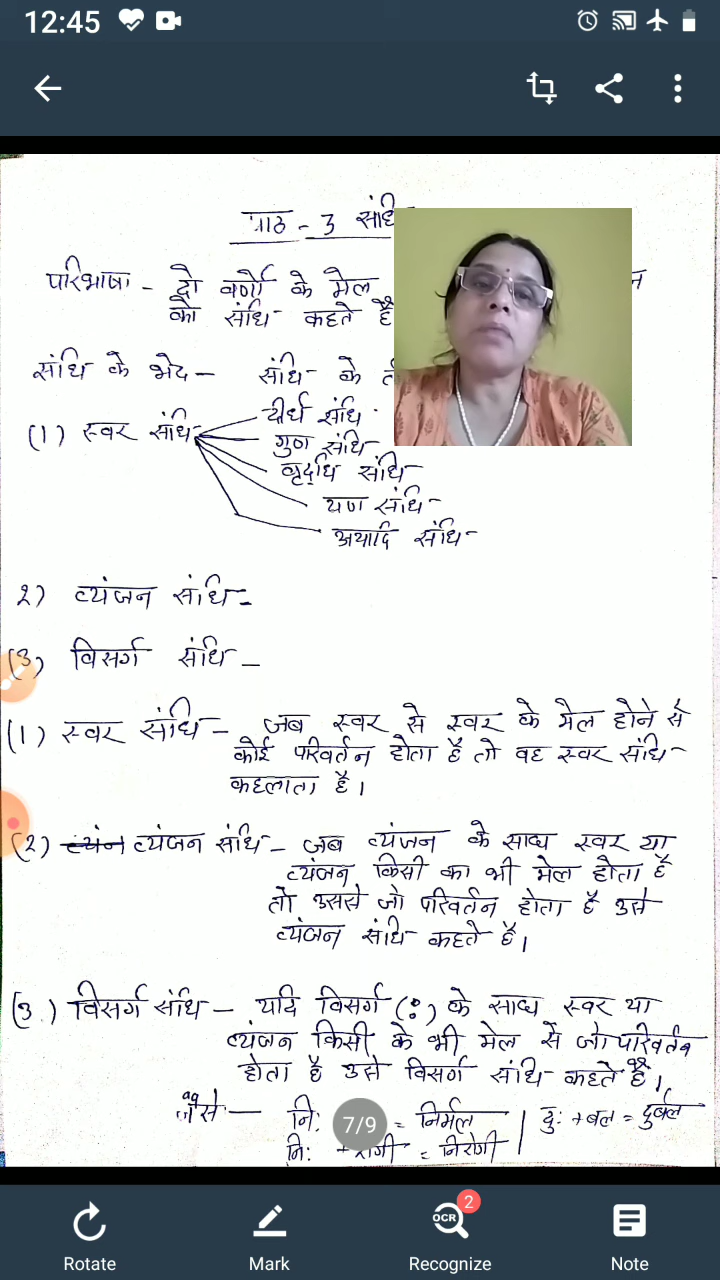 12:45
पाठ - 3 संधि
परिभाषा - दो वर्णो के मेल
को संधि कहते है
संधि के भेद - संधि के
(1) स्वर संधि दीर्घ संधि
गुण संधि
वृद्धि संधि
यण संधि -
अयादि संधि -
2) व्यंजन संधि -
(3) विसर्ग संधि -
(1) स्वर संधि - जब स्वर से स्वर के मेल होने से
कोई परिवर्तन होता है तो वह स्वर संधि
कहलाता है।
(2) व्यंन व्यंजन संधि - जब व्यंजन के साथ स्वर या
व्यंजन किसी का भी मेल होता है
तो उससे जो परिवर्तन होता है उसे
व्यंजन संधि कहते है।
(3.) विसर्ग संधि - यदि विसर्ग (:) के साथ स्वर या
व्यंजन किसी के भी मेल से जो परिवर्तन
होता है उसे विसर्ग संधि कहते है।
जैसे - नि: = निर्मल | दु: + बल = दुर्बल
नि: + = निरोगी
7/9
Rotate
Mark
OCR
2
Recognize
Note